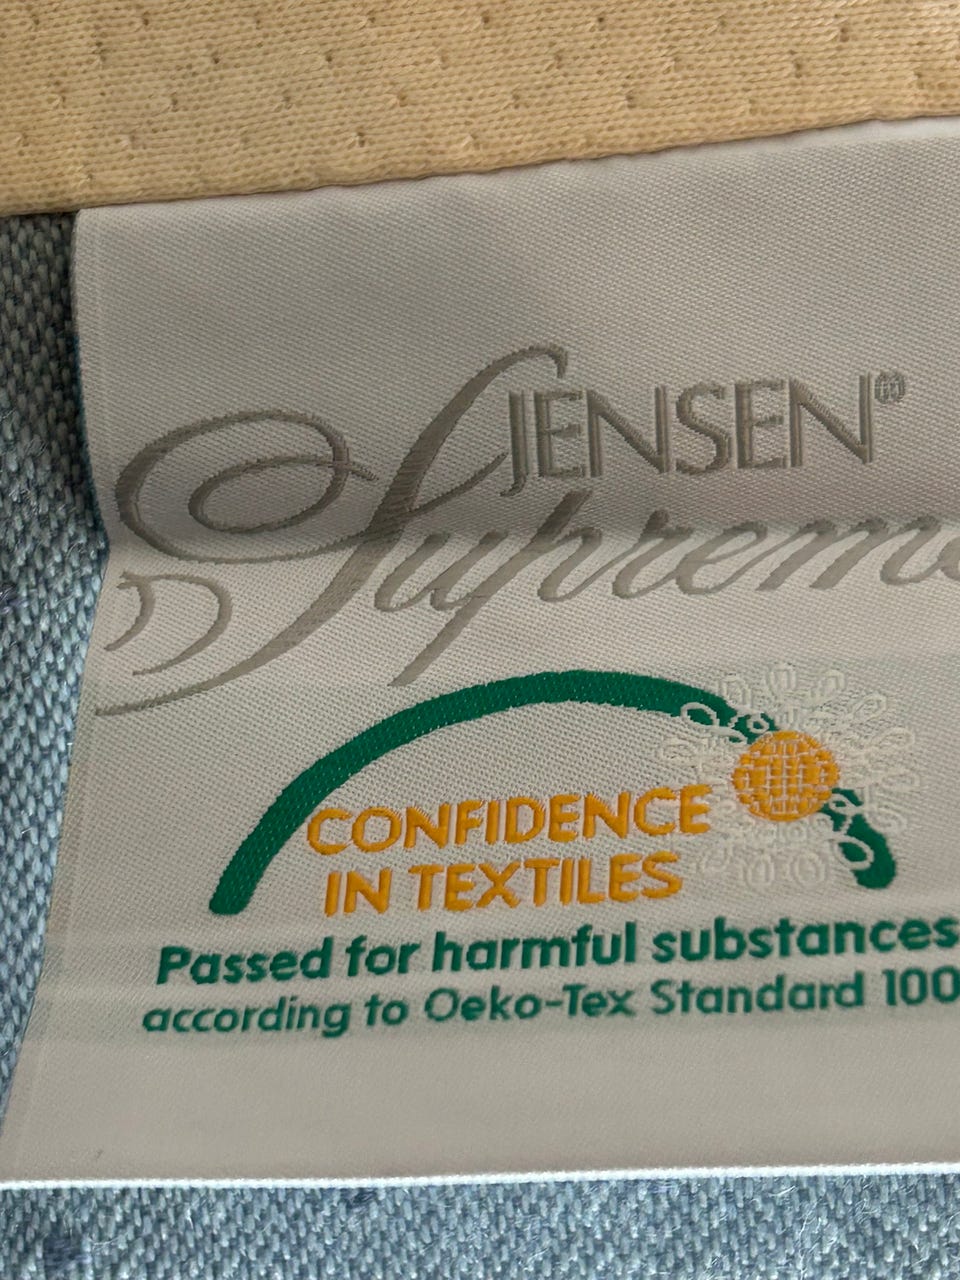 JENSEN®
Supreme
CONFIDENCE
IN TEXTILES
Passed for harmful substances
according to Oeko-Tex Standard 100